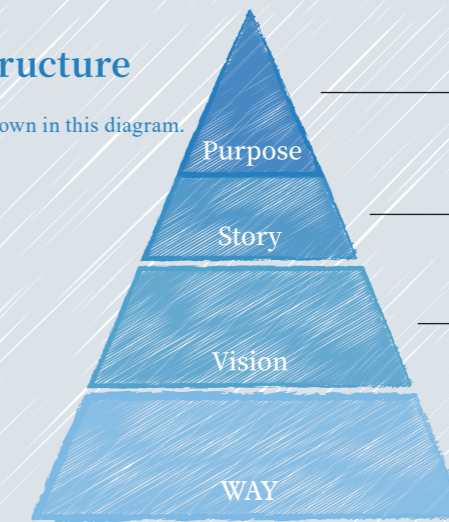 ructure
own in this diagram.
Purpose
Story
Vision
WAY